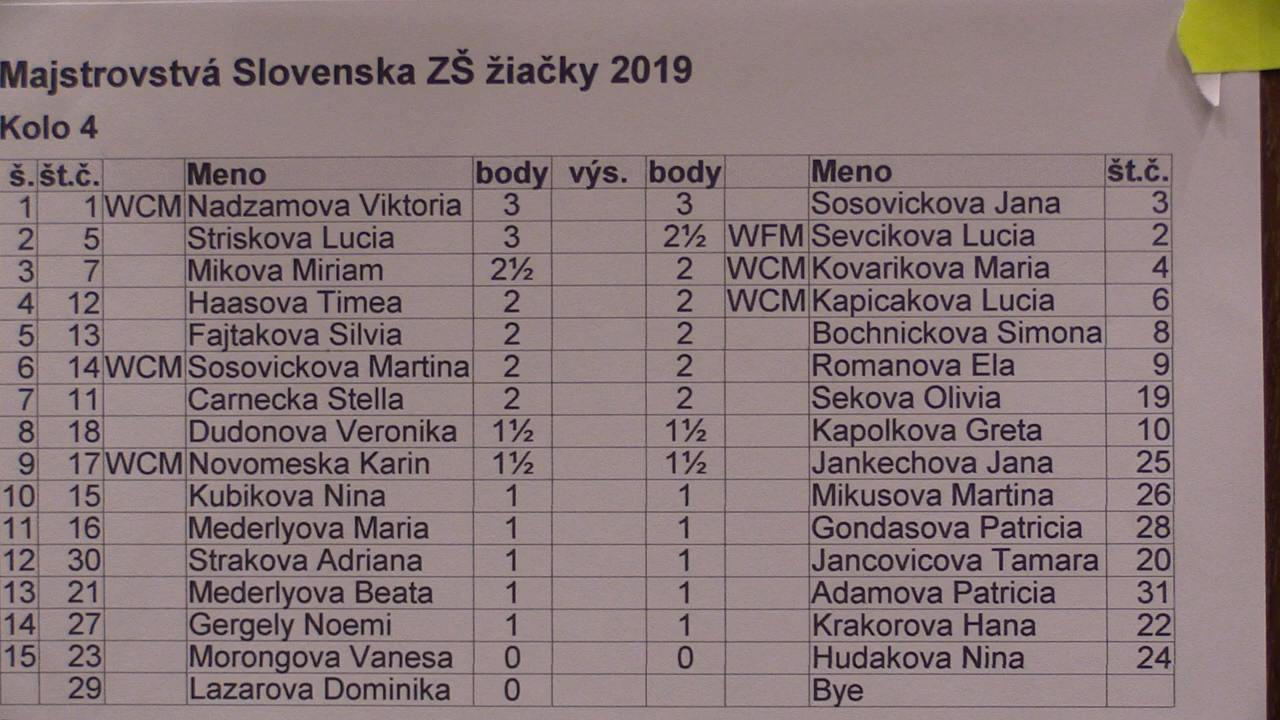 Majstrovstvá Slovenska ZŠ žiačky 2019
Kolo 4
š. št.č. Meno body výs. body Meno št.č.
1 1 WCM Nadzamova Viktoria 3 3 Sosovickova Jana 3
2 5 Striskova Lucia 3 2½ WFM Sevcikova Lucia 2
3 7 Mikova Miriam 2½ 2 WCM Kovarikova Maria 4
4 12 Haasova Timea 2 2 WCM Kapicakova Lucia 6
5 13 Fajtakova Silvia 2 2 Bochnickova Simona 8
6 14 WCM Sosovickova Martina 2 2 Romanova Ela 9
7 11 Carnecka Stella 2 2 Sekova Olivia 19
8 18 Dudonova Veronika 1½ 1½ Kapolkova Greta 10
9 17 WCM Novomeska Karin 1½ 1½ Jankechova Jana 25
10 15 Kubikova Nina 1 1 Mikusova Martina 26
11 16 Mederlyova Maria 1 1 Gondasova Patricia 28
12 30 Strakova Adriana 1 1 Jancovicova Tamara 20
13 21 Mederlyova Beata 1 1 Adamova Patricia 31
14 27 Gergely Noemi 1 1 Krakorova Hana 22
15 23 Morongova Vanesa 0 0 Hudakova Nina 24
29 Lazarova Dominika 0 Bye